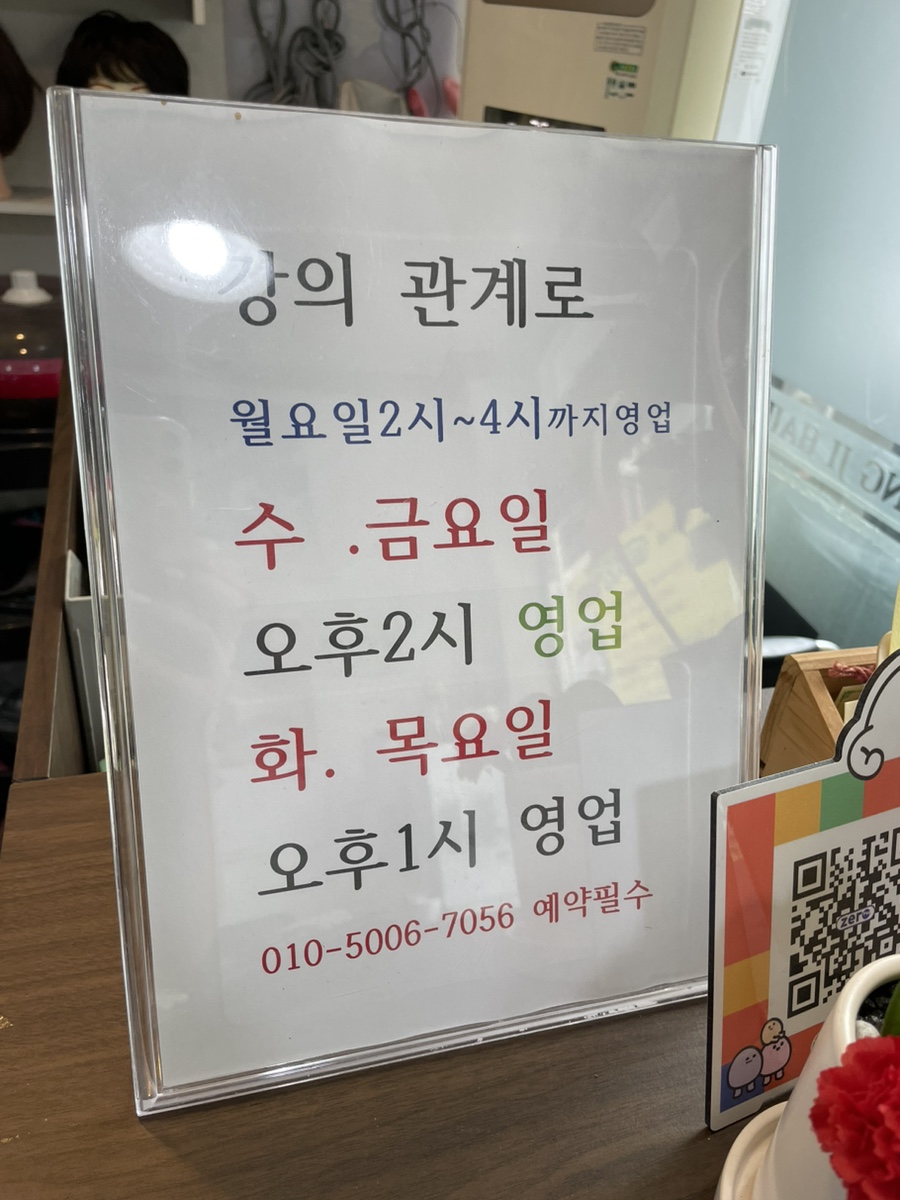 강의 관계로
월요일2시~4시까지영업
수 .금요일
오후2시 영업
화. 목요일
오후1시 영업
010-5006-7056 예약필수
zero